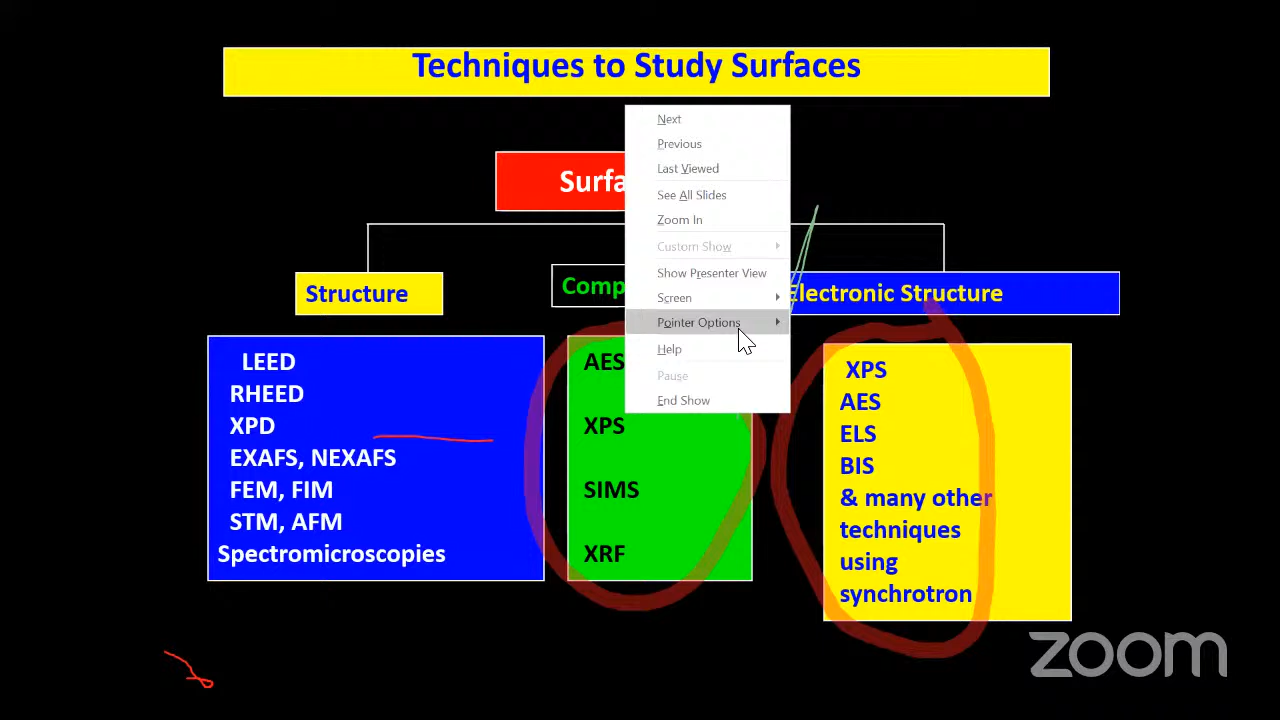 Techniques to Study Surfaces
Surfa
Structure
Comp
Electronic Structure
Next
Previous
Last Viewed
See All Slides
Zoom In
Custom Show
Show Presenter View
Screen
Pointer Options
Help
Pause
End Show
LEED
RHEED
XPD
EXAFS, NEXAFS
FEM, FIM
STM, AFM
Spectromicroscopies
AES
XPS
SIMS
XRF
XPS
AES
ELS
BIS
& many other
techniques
using
synchrotron
zoom